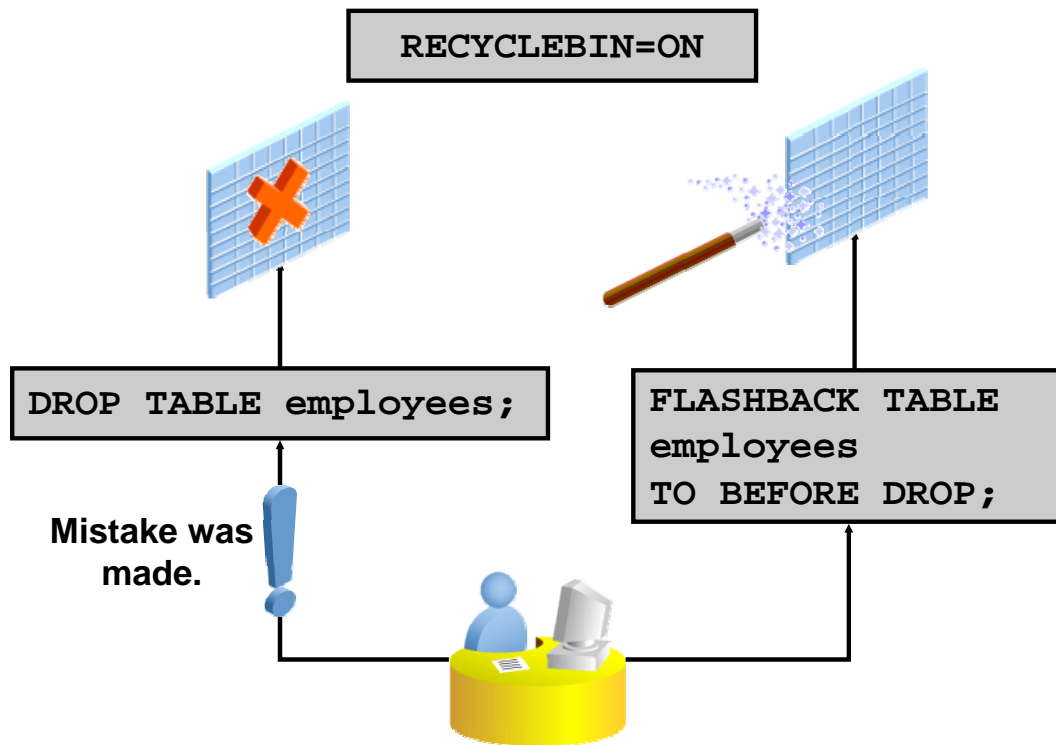 RECYCLEBIN=ON
DROP TABLE employees;
FLASHBACK TABLE
employees
TO BEFORE DROP;
Mistake was
made.